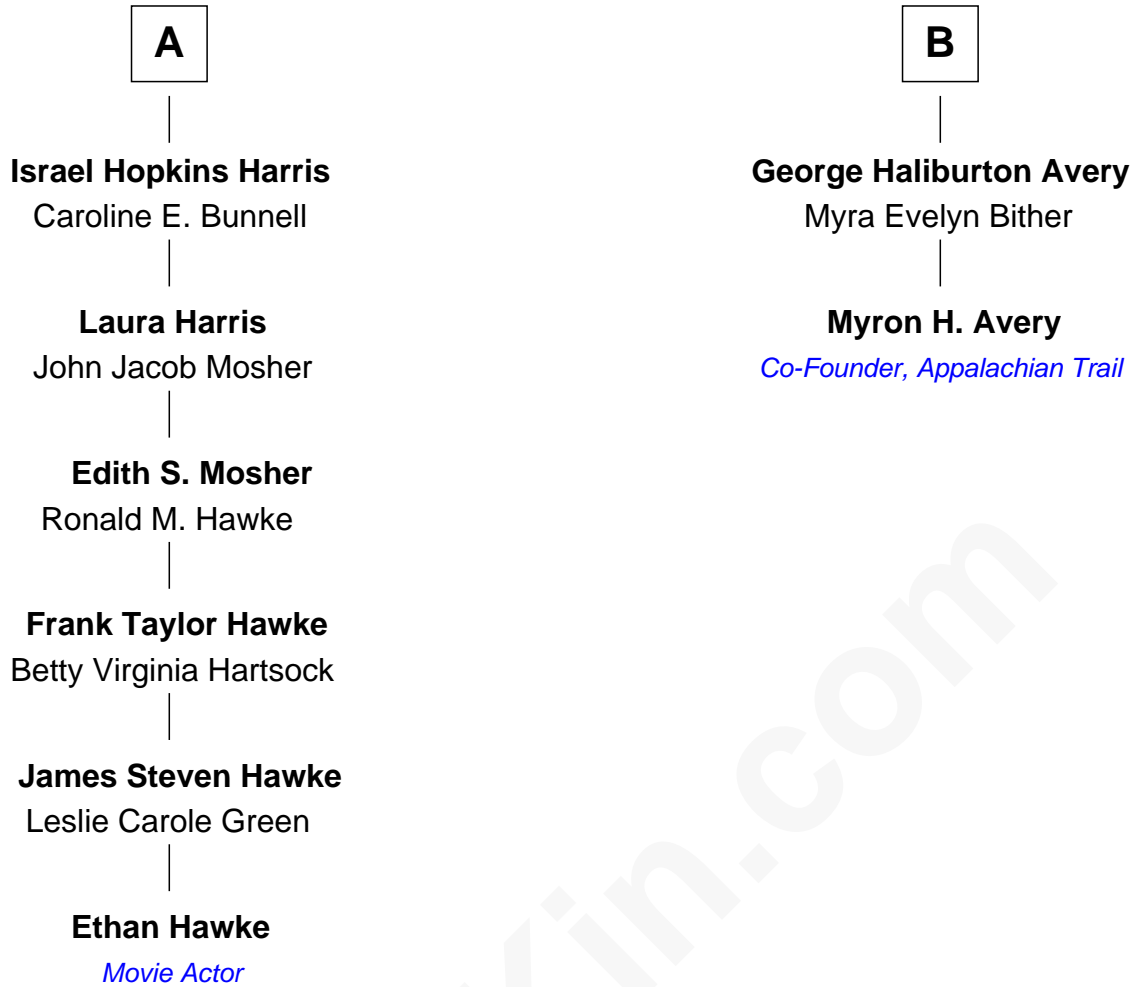 A
Israel Hopkins Harris
Caroline E. Bunnell
Laura Harris
John Jacob Mosher
Edith S. Mosher
Ronald M. Hawke
Frank Taylor Hawke
Betty Virginia Hartsock
James Steven Hawke
Leslie Carole Green
Ethan Hawke
Movie Actor
B
George Haliburton Avery
Myra Evelyn Bither
Myron H. Avery
Co-Founder, Appalachian Trail
Kin.com